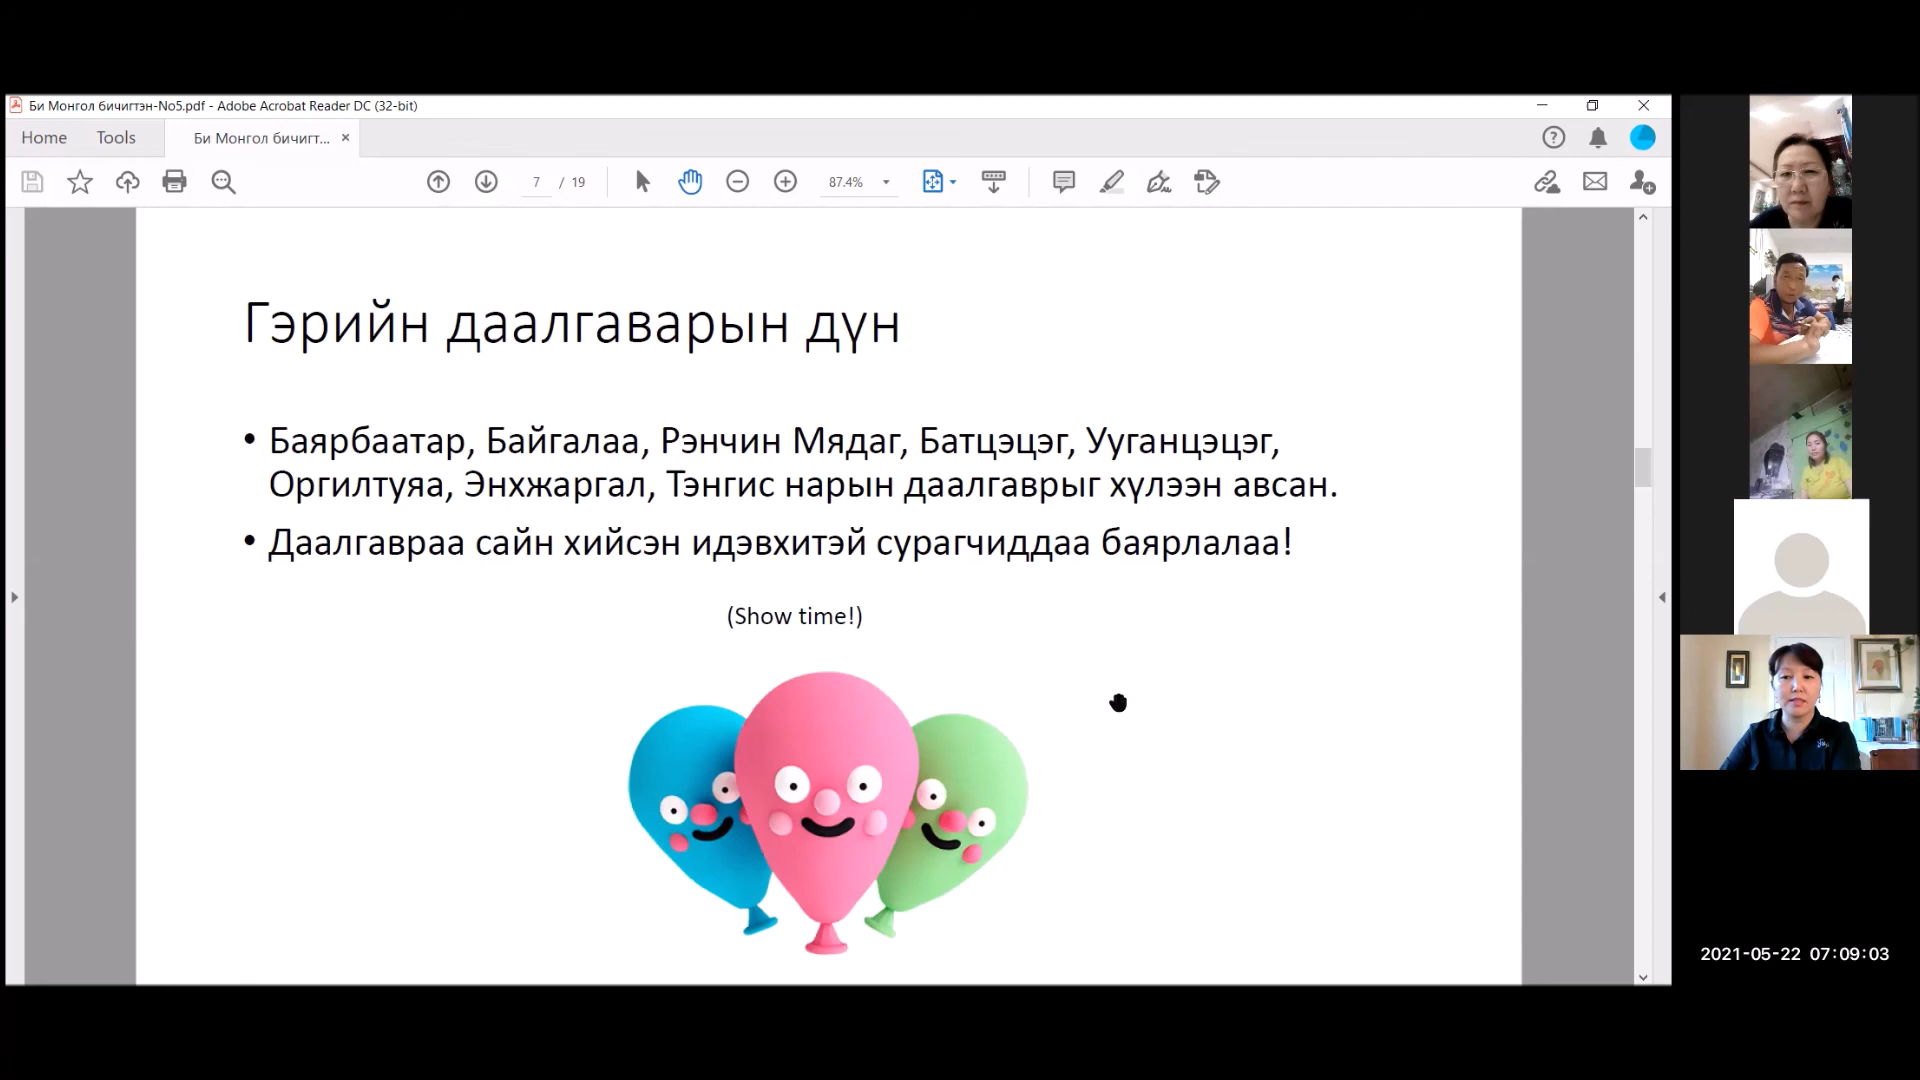 Би Монгол бичигтэн-No5.pdf - Adobe Acrobat Reader DC (32-bit)
Home Tools Би Монгол бичигт...
7 / 19 87.4%
Гэрийн даалгаварын дүн
• Баярбаатар, Байгалаа, Рэнчин Мядаг, Батцэцэг, Ууганцэцэг,
Оргилтуяа, Энхжаргал, Тэнгис нарын даалгаврыг хүлээн авсан.
• Даалгавраа сайн хийсэн идэвхитэй сурагчиддаа баярлалаа!
(Show time!)
2021-05-22 07:09:03